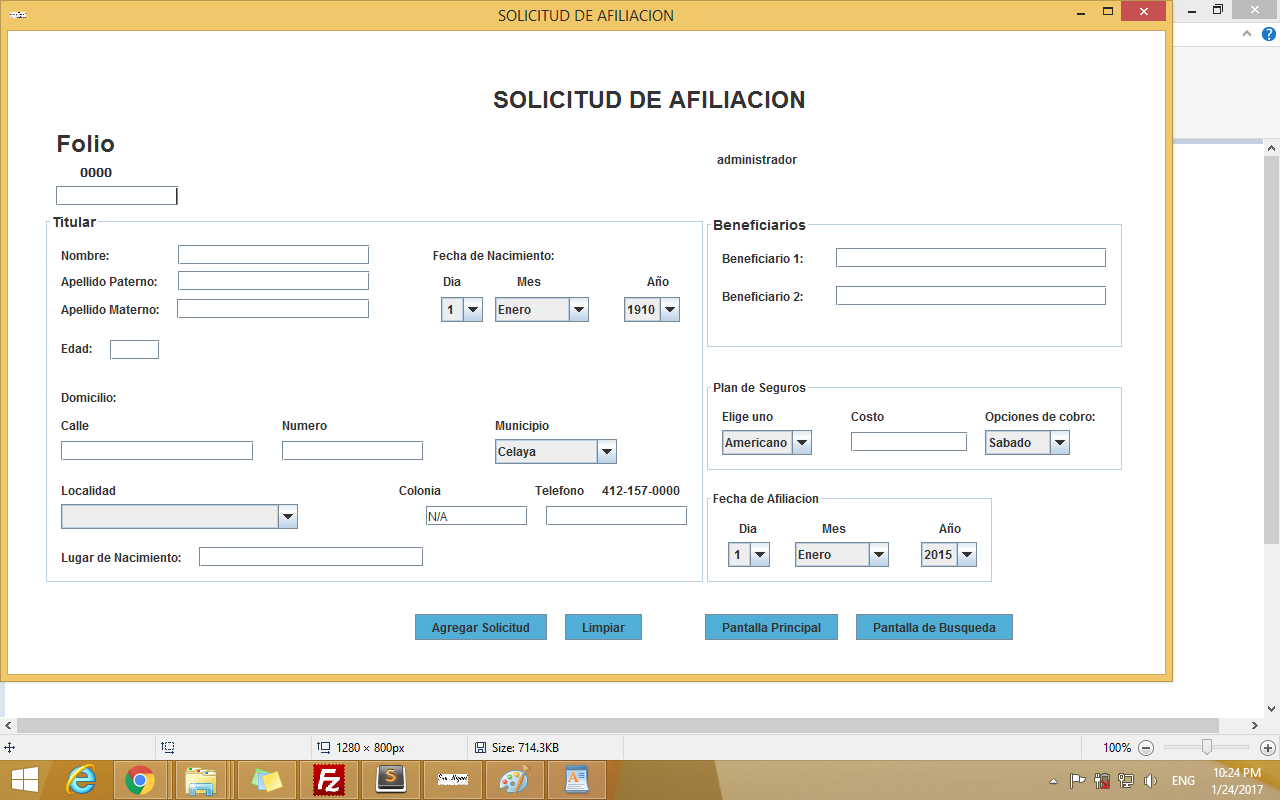 SOLICITUD DE AFILIACION
SOLICITUD DE AFILIACION
Folio
0000
administrador
Titular
Nombre:
Apellido Paterno:
Apellido Materno:
Fecha de Nacimiento:
Dia Mes Año
1 Enero 1910
Edad:
Domicilio:
Calle Numero Municipio
Celaya
Localidad Colonia Telefono 412-157-0000
N/A
Lugar de Nacimiento:
Beneficiarios
Beneficiario 1:
Beneficiario 2:
Plan de Seguros
Elige uno Costo Opciones de cobro:
Americano Sabado
Fecha de Afiliacion
Dia Mes Año
1 Enero 2015
Agregar Solicitud Limpiar Pantalla Principal Pantalla de Busqueda
1280 × 800px Size: 714.3KB 100%
ENG 10:24 PM
1/24/2017